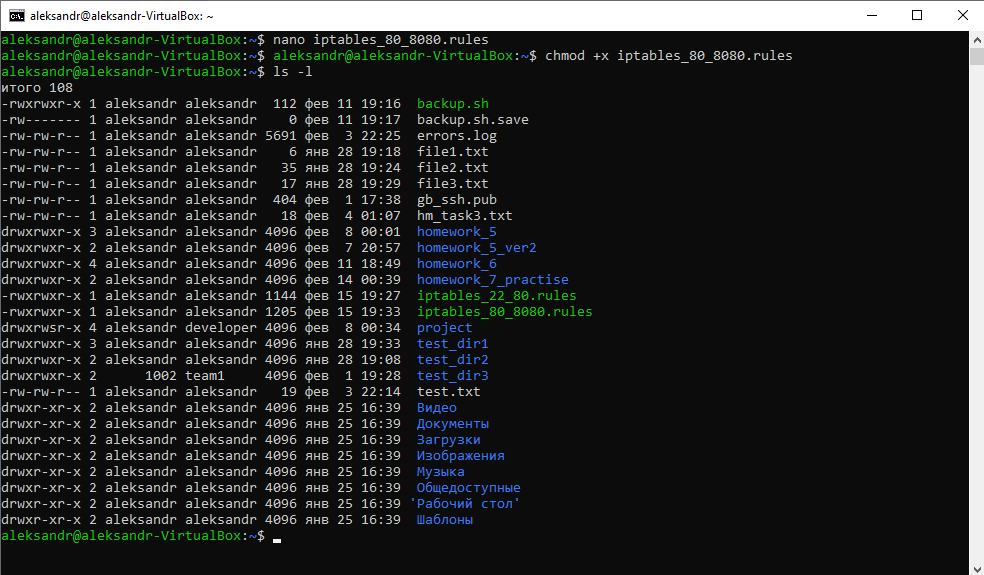 aleksandr@aleksandr-VirtualBox: ~
aleksandr@aleksandr-VirtualBox:~$ nano iptables_80_8080.rules
aleksandr@aleksandr-VirtualBox:~$ aleksandr@aleksandr-VirtualBox:~$ chmod +x iptables_80_8080.rules
aleksandr@aleksandr-VirtualBox:~$ ls -l
итого 108
-rwxrwxr-x 1 aleksandr aleksandr  112 фев 11 19:16  backup.sh
-rw------- 1 aleksandr aleksandr    0 фев 11 19:17  backup.sh.save
-rw-rw-r-- 1 aleksandr aleksandr 5691 фев  3 22:25  errors.log
-rw-rw-r-- 1 aleksandr aleksandr    6 янв 28 19:18  file1.txt
-rw-rw-r-- 1 aleksandr aleksandr   35 янв 28 19:24  file2.txt
-rw-rw-r-- 1 aleksandr aleksandr   17 янв 28 19:29  file3.txt
-rw-rw-r-- 1 aleksandr aleksandr  404 фев  1 17:38  gb_ssh.pub
-rw-rw-r-- 1 aleksandr aleksandr   18 фев  4 01:07  hm_task3.txt
drwxrwxr-x 3 aleksandr aleksandr 4096 фев  8 00:01  homework_5
drwxrwxr-x 2 aleksandr aleksandr 4096 фев  7 20:57  homework_5_ver2
drwxrwxr-x 4 aleksandr aleksandr 4096 фев 11 18:49  homework_6
drwxrwxr-x 2 aleksandr aleksandr 4096 фев 14 00:39  homework_7_practise
-rwxrwxr-x 1 aleksandr aleksandr 1144 фев 15 19:27  iptables_22_80.rules
-rwxrwxr-x 1 aleksandr aleksandr 1205 фев 15 19:33  iptables_80_8080.rules
drwxrwsr-x 4 aleksandr developer 4096 фев  8 00:34  project
drwxrwxr-x 3 aleksandr aleksandr 4096 янв 28 19:33  test_dir1
drwxrwxr-x 2 aleksandr aleksandr 4096 янв 28 19:08  test_dir2
drwxrwxr-x 2      1002 team1     4096 фев  1 19:28  test_dir3
-rw-rw-r-- 1 aleksandr aleksandr   19 фев  3 22:14  test.txt
drwxr-xr-x 2 aleksandr aleksandr 4096 янв 25 16:39  Видео
drwxr-xr-x 2 aleksandr aleksandr 4096 янв 25 16:39  Документы
drwxr-xr-x 2 aleksandr aleksandr 4096 янв 25 16:39  Загрузки
drwxr-xr-x 2 aleksandr aleksandr 4096 янв 25 16:39  Изображения
drwxr-xr-x 2 aleksandr aleksandr 4096 янв 25 16:39  Музыка
drwxr-xr-x 2 aleksandr aleksandr 4096 янв 25 16:39  Общедоступные
drwxr-xr-x 2 aleksandr aleksandr 4096 янв 25 16:39 'Рабочий стол'
drwxr-xr-x 2 aleksandr aleksandr 4096 янв 25 16:39  Шаблоны
aleksandr@aleksandr-VirtualBox:~$